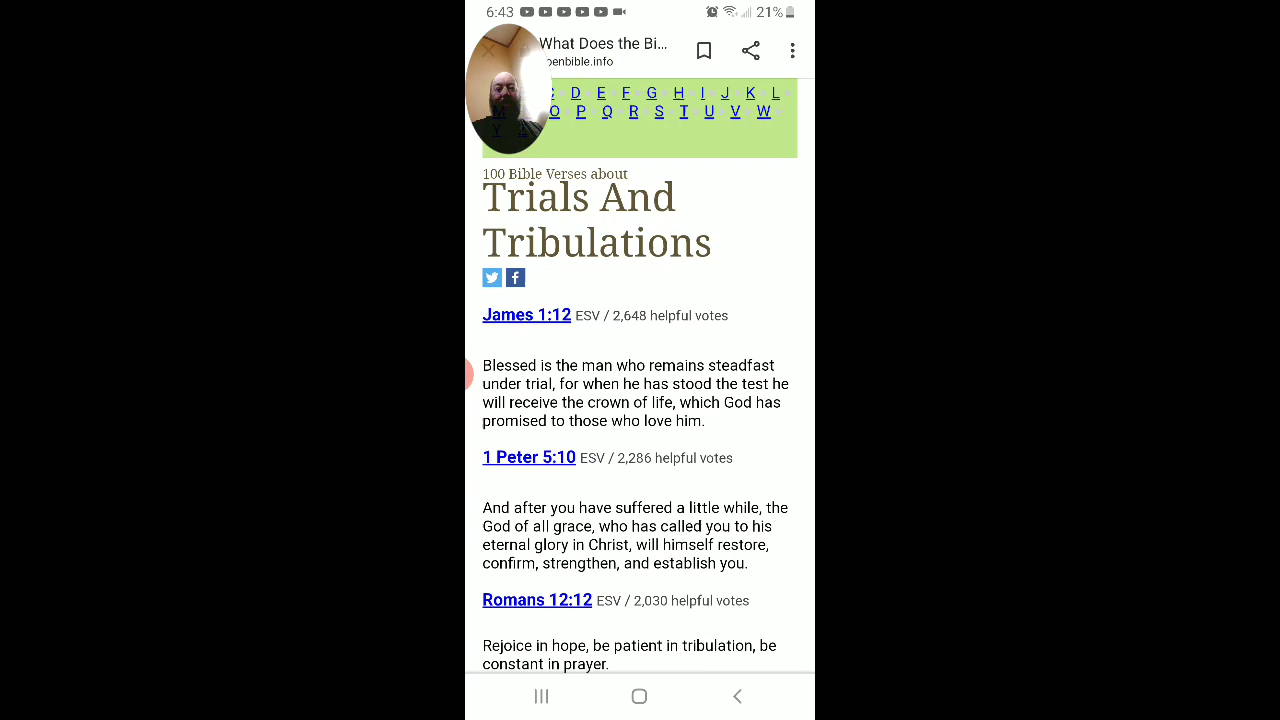 6:43 21%
What Does the Bi...
penbible.info
D E F G H I J K L
M O P Q R S T U V W
Y Z
100 Bible Verses about
Trials And
Tribulations
James 1:12 ESV / 2,648 helpful votes
Blessed is the man who remains steadfast
under trial, for when he has stood the test he
will receive the crown of life, which God has
promised to those who love him.
1 Peter 5:10 ESV / 2,286 helpful votes
And after you have suffered a little while, the
God of all grace, who has called you to his
eternal glory in Christ, will himself restore,
confirm, strengthen, and establish you.
Romans 12:12 ESV / 2,030 helpful votes
Rejoice in hope, be patient in tribulation, be
constant in prayer.